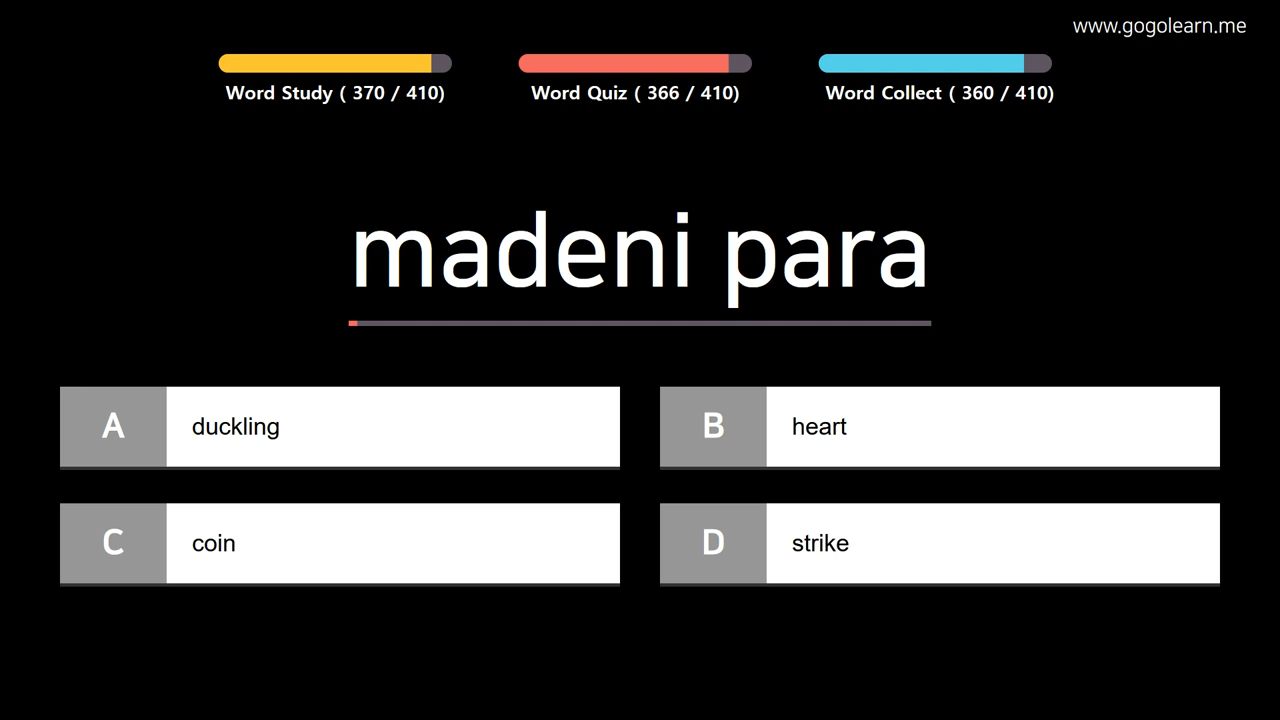 www.gogolearn.me
Word Study ( 370 / 410)
Word Quiz ( 366 / 410)
Word Collect ( 360 / 410)
madeni para
A duckling
B heart
C coin
D strike